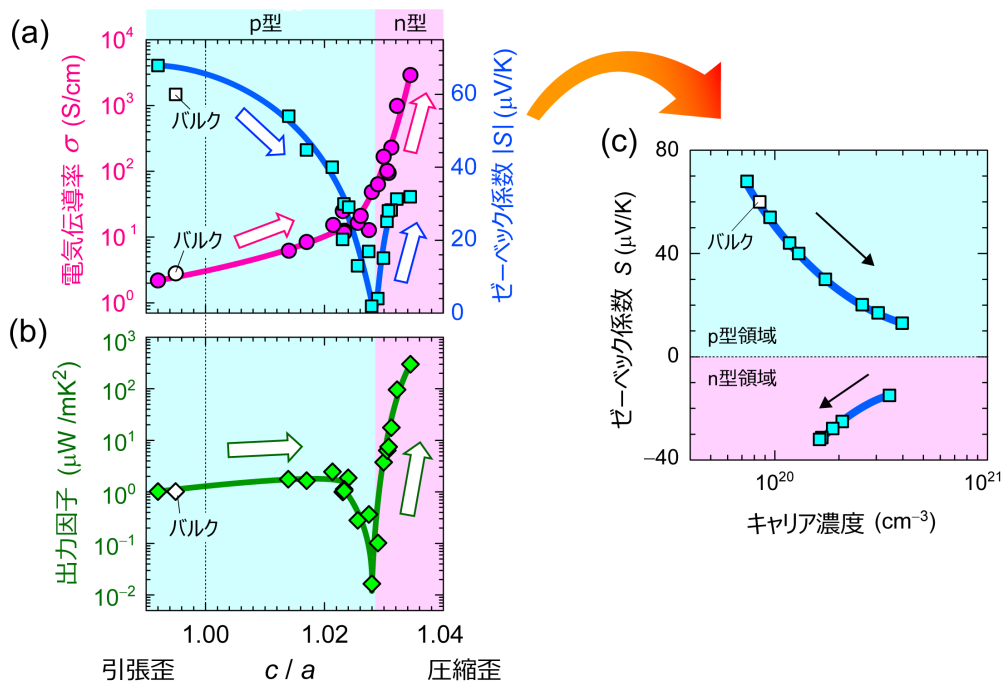 p型
n型
(a)
10⁴
10³
10²
10¹
10⁰
電気伝導率 σ (S/cm)
バルク
バルク
60
40
20
0
ゼーベック係数 |S| (μV/K)
(b)
10³
10²
10¹
10⁰
10⁻¹
10⁻²
出力因子 (μW /mK²)
バルク
1.00
1.02
1.04
引張歪
c / a
圧縮歪
(c)
80
40
0
−40
ゼーベック係数 S (μV/K)
バルク
p型領域
n型領域
10²⁰
10²¹
キャリア濃度 (cm⁻³)